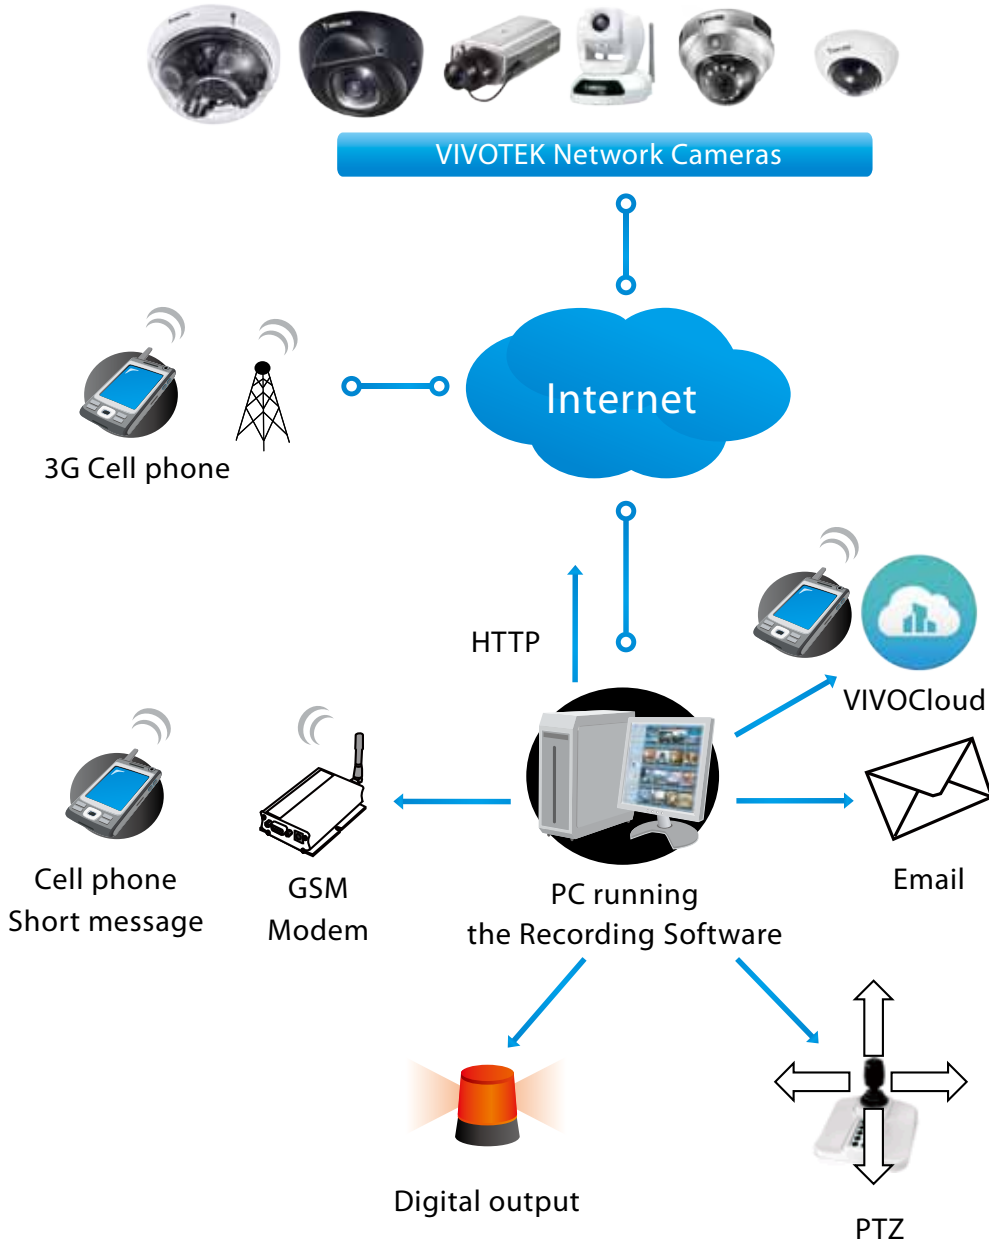 VIVOTEK Network Cameras
Internet
3G Cell phone
HTTP
VIVOCloud
Cell phone
Short message
GSM
Modem
PC running
the Recording Software
Email
Digital output
PTZ